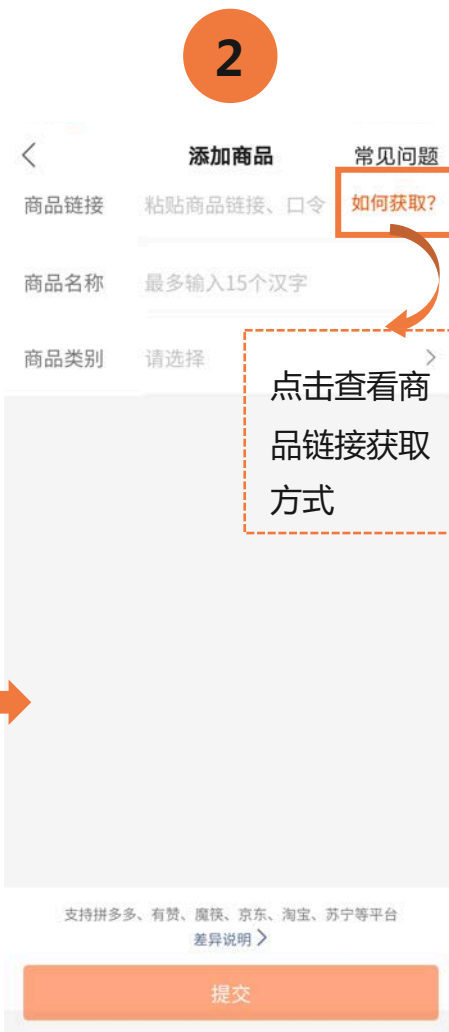 2
添加商品
常见问题
商品链接
粘贴商品链接、口令
如何获取?
商品名称
最多输入15个汉字
商品类别
请选择
点击查看商
品链接获取
方式
支持拼多多、有赞、魔筷、京东、淘宝、苏宁等平台
差异说明
提交